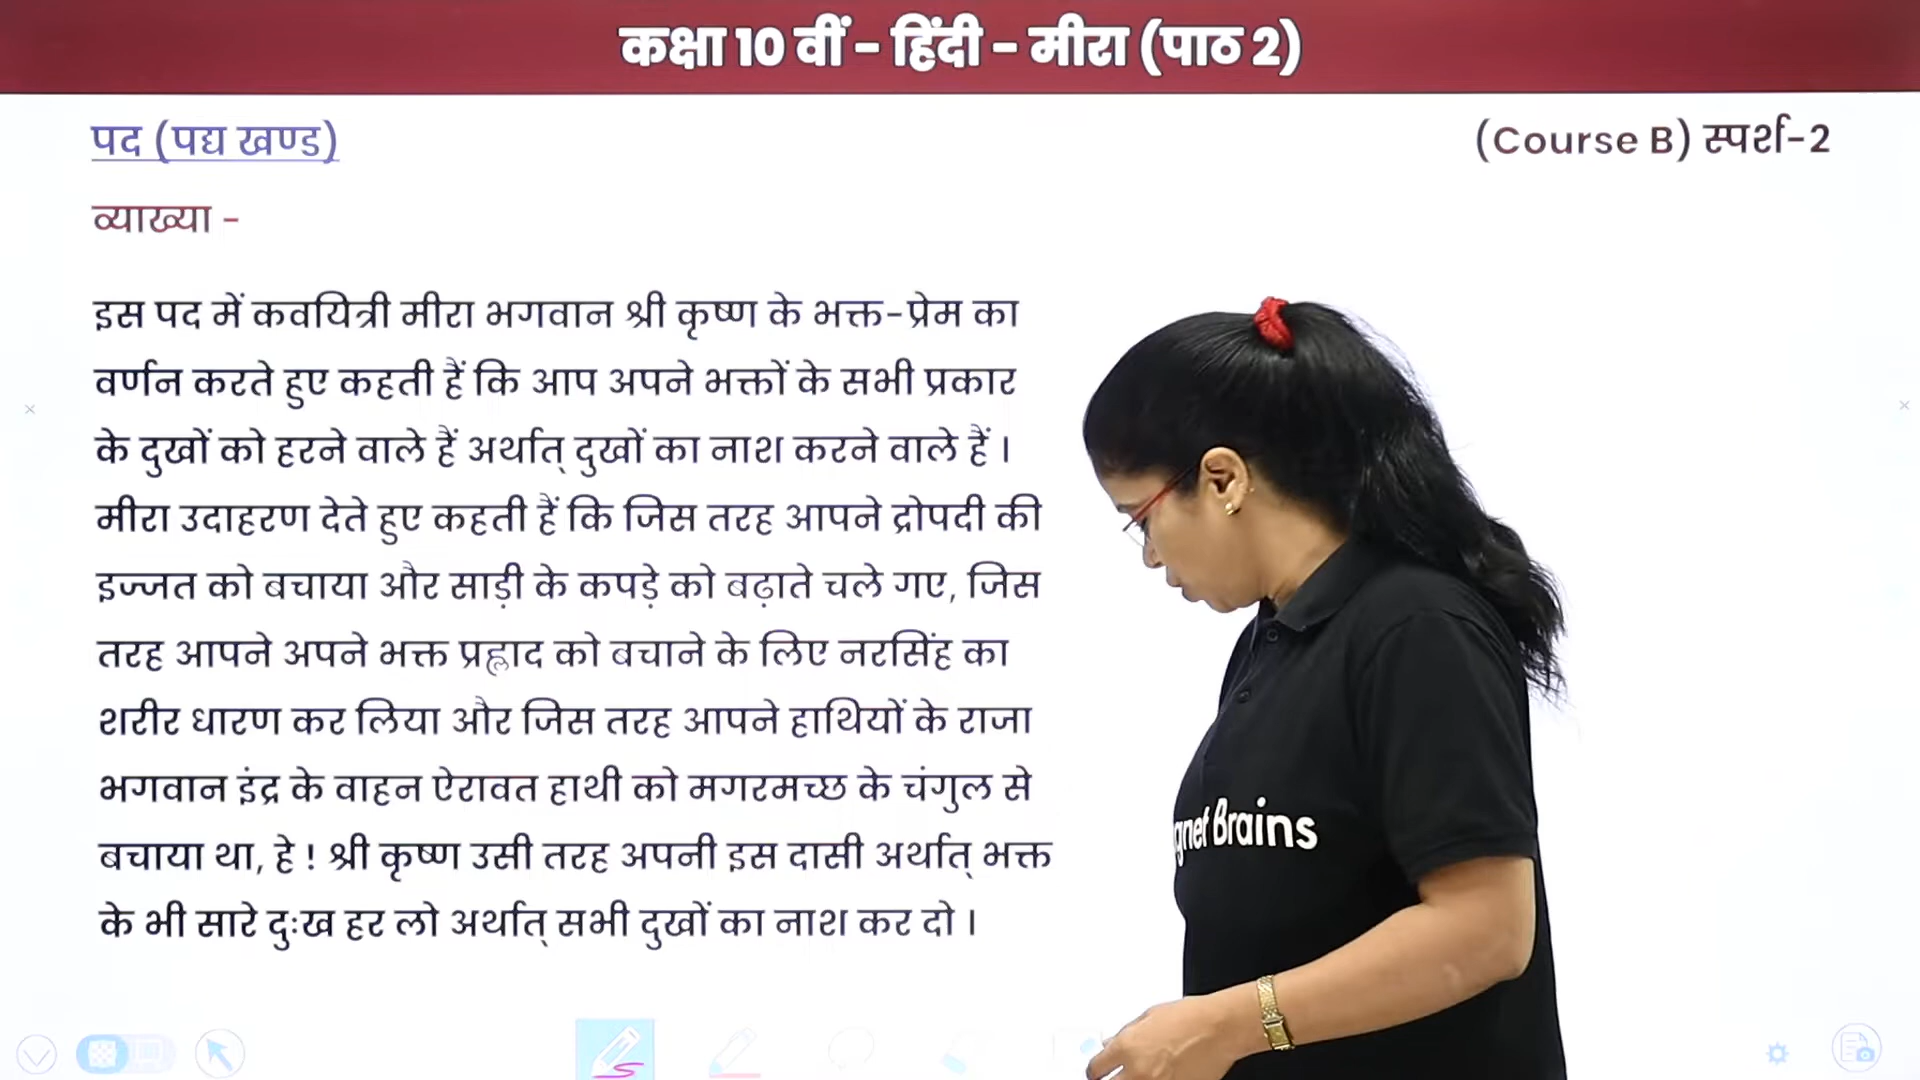 कक्षा 10 वीं - हिंदी - मीरा (पाठ 2)
पद (पद्य खण्ड)
(Course B) स्पर्श-2
व्याख्या -
इस पद में कवयित्री मीरा भगवान श्री कृष्ण के भक्त-प्रेम का
वर्णन करते हुए कहती हैं कि आप अपने भक्तों के सभी प्रकार
के दुखों को हरने वाले हैं अर्थात् दुखों का नाश करने वाले हैं ।
मीरा उदाहरण देते हुए कहती हैं कि जिस तरह आपने द्रोपदी की
इज्जत को बचाया और साड़ी के कपड़े को बढ़ाते चले गए, जिस
तरह आपने अपने भक्त प्रह्लाद को बचाने के लिए नरसिंह का
शरीर धारण कर लिया और जिस तरह आपने हाथियों के राजा
भगवान इंद्र के वाहन ऐरावत हाथी को मगरमच्छ के चंगुल से
बचाया था, हे ! श्री कृष्ण उसी तरह अपनी इस दासी अर्थात् भक्त
के भी सारे दुःख हर लो अर्थात् सभी दुखों का नाश कर दो ।
Brains